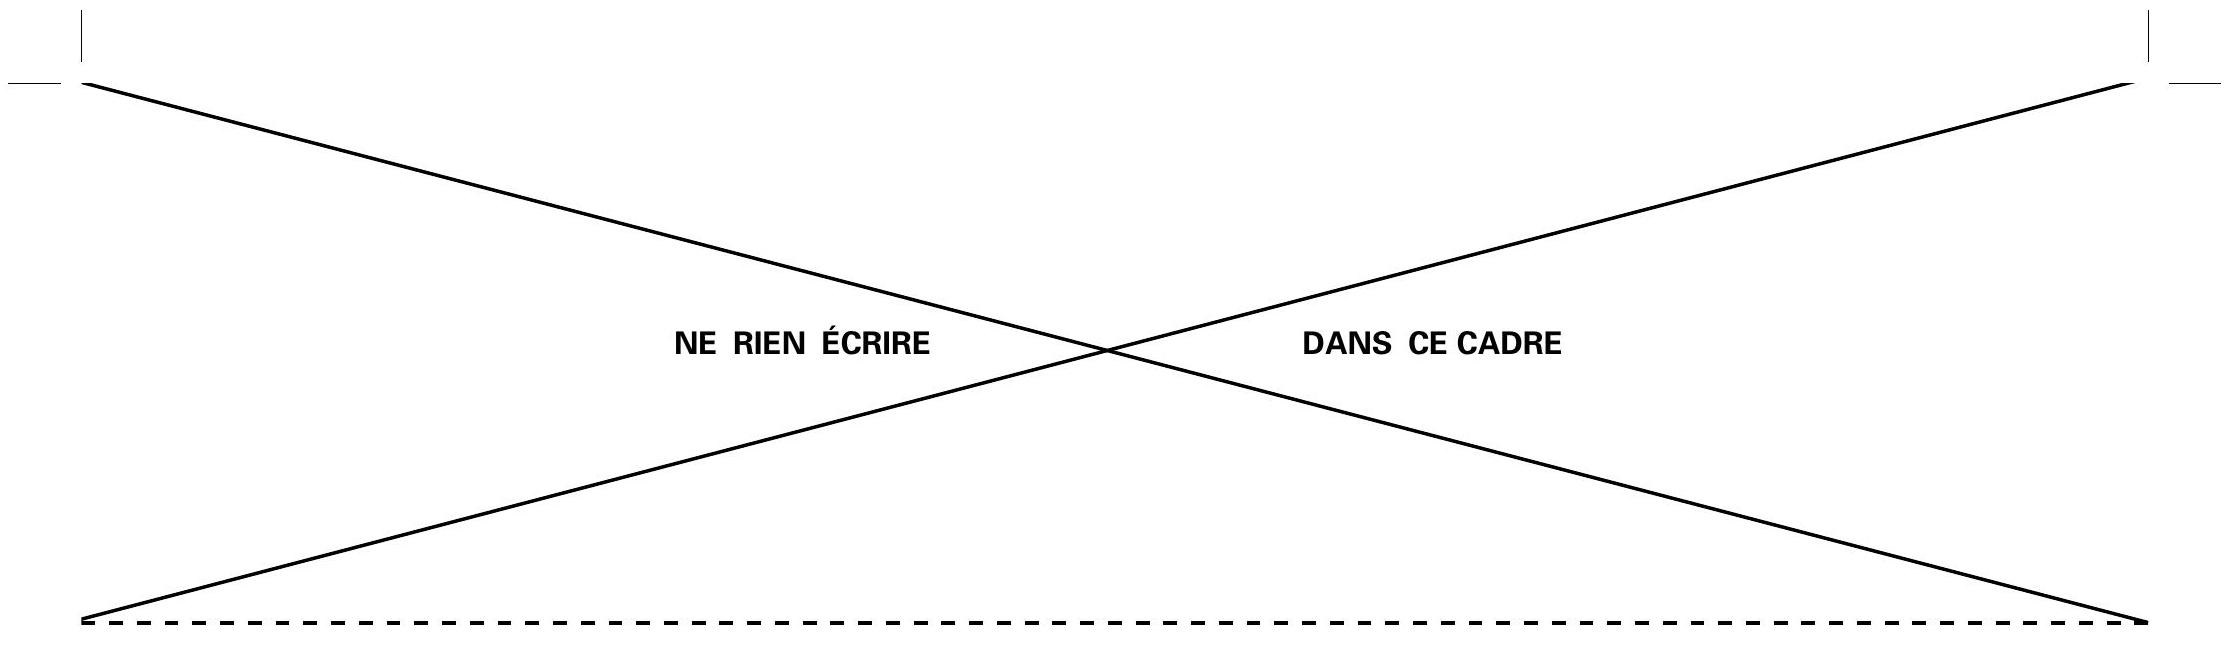 NE RIEN ÉCRIRE DANS CE CADRE